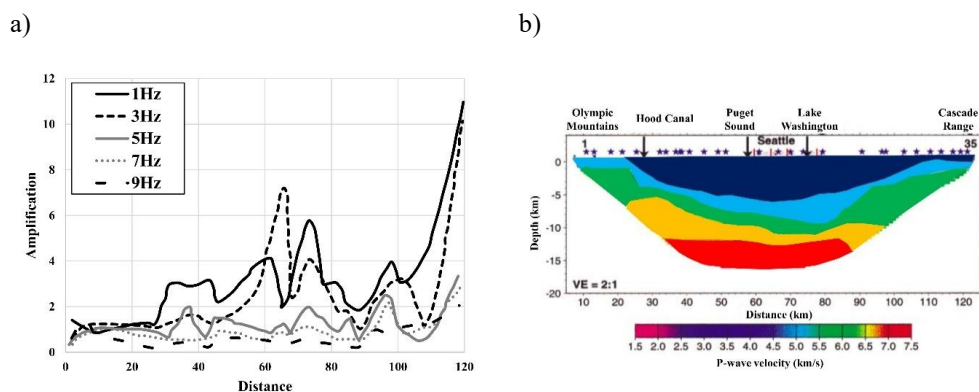 a)
b)
12
10
8
6
4
2
0
Amplification
1Hz
3Hz
5Hz
7Hz
9Hz
0 20 40 60 80 100 120
Distance
Olympic Mountains
Hood Canal
Puget Sound
Lake Washington
Cascade Range
Seattle
1
35
0
-5
-10
-15
-20
Depth (km)
VE = 2:1
10 20 30 40 50 60 70 80 90 100 110 120
Distance (km)
1.5 2.0 2.5 3.0 3.5 4.0 4.5 5.0 5.5 6.0 6.5 7.0 7.5
P-wave velocity (km/s)